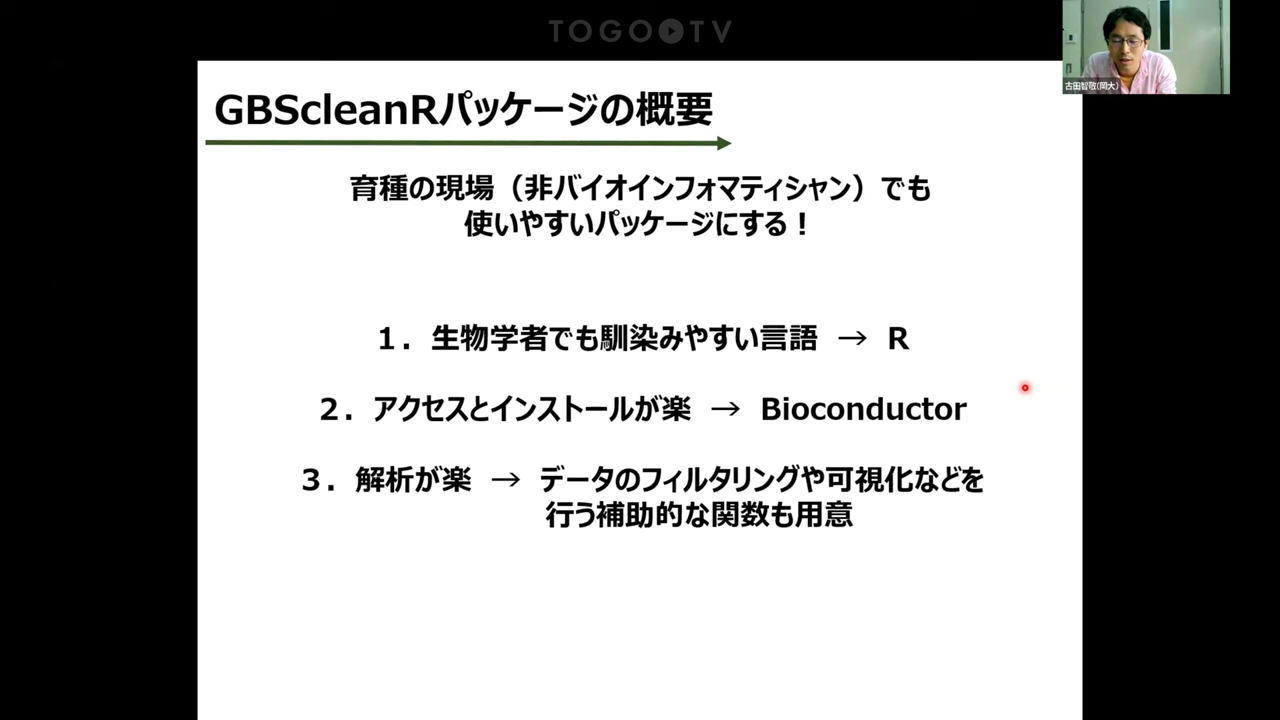 TOGO TV
古田智敬(岡大)
GBScleanRパッケージの概要
育種の現場（非バイオインフォマティシャン）でも
使いやすいパッケージにする！
１．生物学者でも馴染みやすい言語 → R
２．アクセスとインストールが楽 → Bioconductor
３．解析が楽 → データのフィルタリングや可視化などを
行う補助的な関数も用意